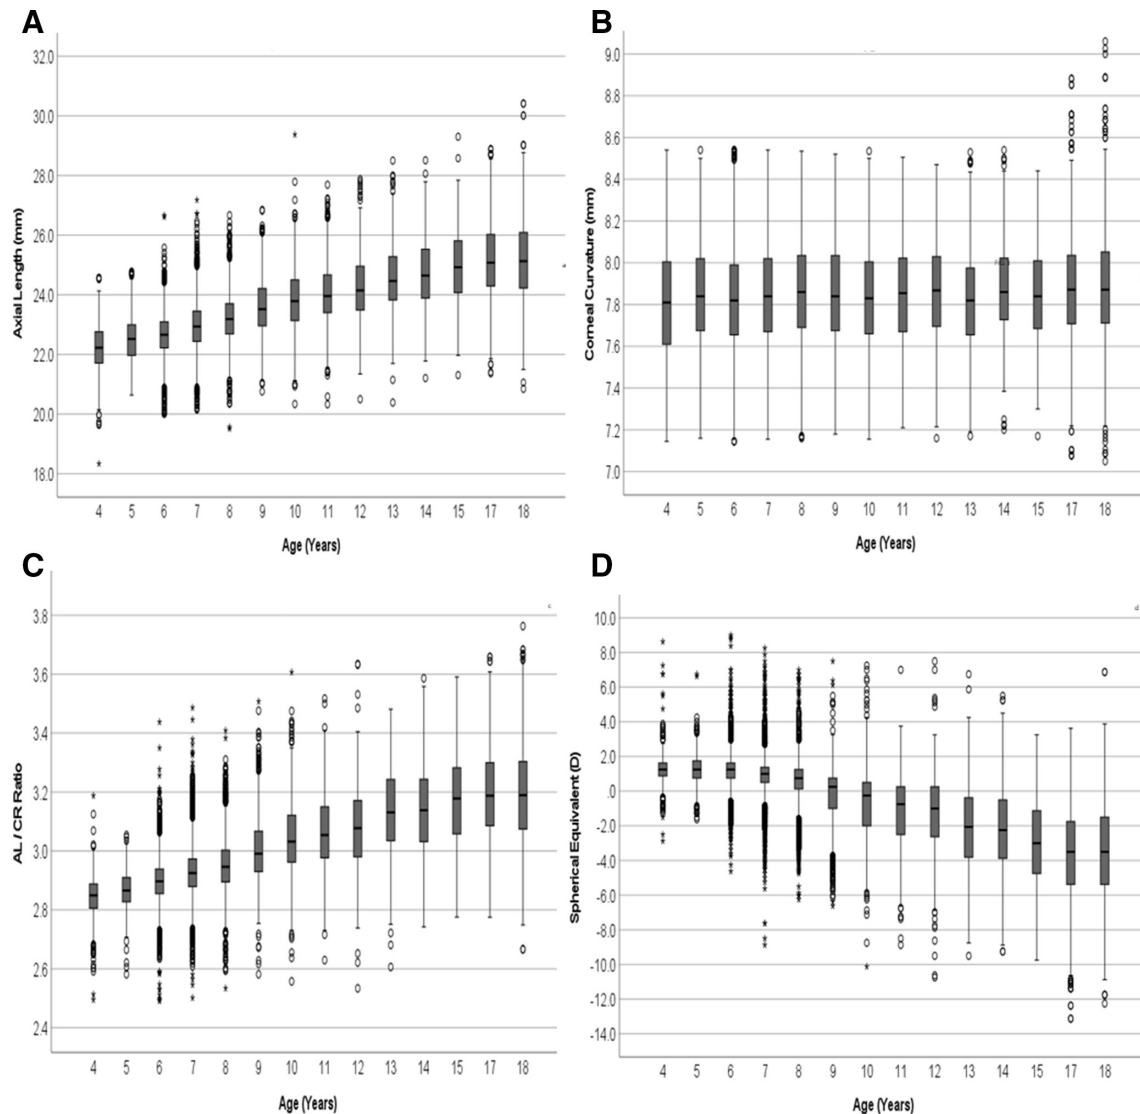 A
Axial Length (mm)
32.0
30.0
28.0
26.0
24.0
22.0
20.0
18.0
4 5 6 7 8 9 10 11 12 13 14 15 17 18
Age (Years)
B
Corneal Curvature (mm)
9.0
8.8
8.6
8.4
8.2
8.0
7.8
7.6
7.4
7.2
7.0
4 5 6 7 8 9 10 11 12 13 14 15 17 18
Age (Years)
C
AL / CR Ratio
3.8
3.6
3.4
3.2
3.0
2.8
2.6
2.4
4 5 6 7 8 9 10 11 12 13 14 15 17 18
Age (Years)
D
Spherical Equivalent (D)
10.0
8.0
6.0
4.0
2.0
.0
-2.0
-4.0
-6.0
-8.0
-10.0
-12.0
-14.0
4 5 6 7 8 9 10 11 12 13 14 15 17 18
Age (Years)